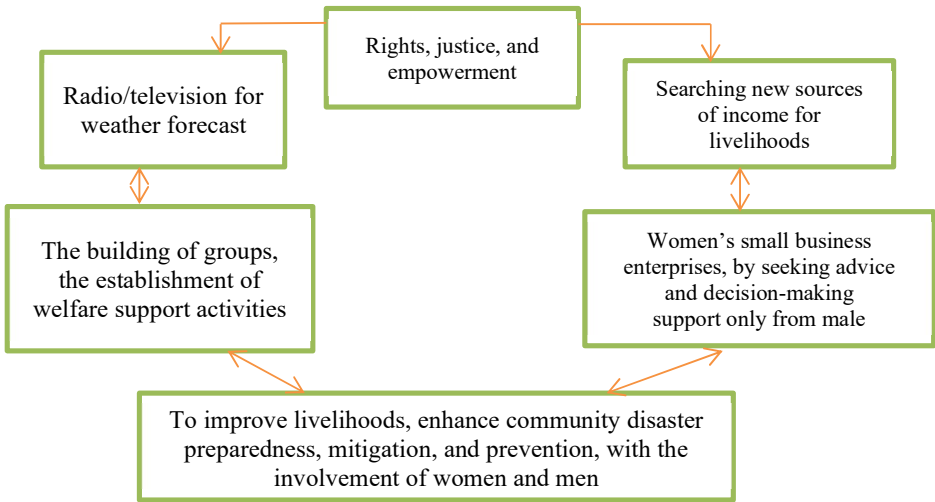 Rights, justice, and
empowerment
Radio/television for
weather forecast
Searching new sources
of income for
livelihoods
The building of groups,
the establishment of
welfare support activities
Women’s small business
enterprises, by seeking advice
and decision-making
support only from male
To improve livelihoods, enhance community disaster
preparedness, mitigation, and prevention, with the
involvement of women and men